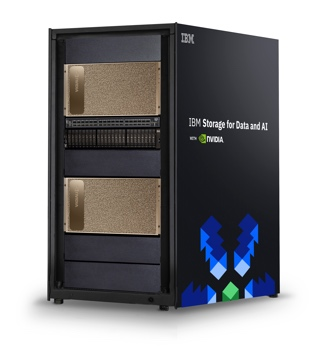 IBM
IBM Storage for Data and AI
WITH NVIDIA